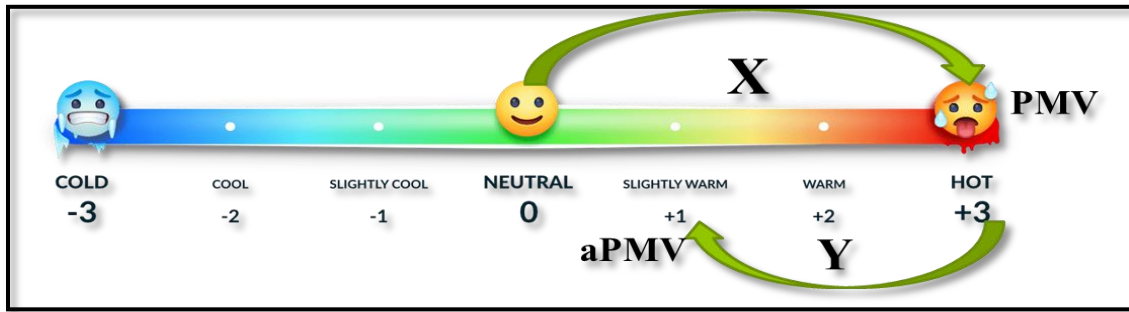 X
PMV
COLD COOL SLIGHTLY COOL NEUTRAL SLIGHTLY WARM WARM HOT
-3 -2 -1 0 +1 +2 +3
aPMV Y